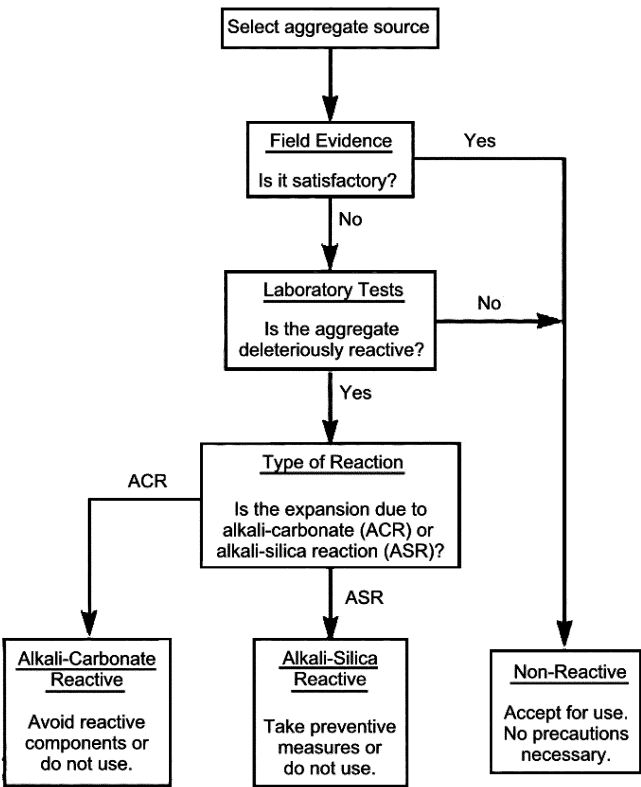 Select aggregate source
Field Evidence
Is it satisfactory?
Yes
No
Laboratory Tests
Is the aggregate
deleteriously reactive?
No
Yes
Type of Reaction
Is the expansion due to
alkali-carbonate (ACR) or
alkali-silica reaction (ASR)?
ACR
ASR
Alkali-Carbonate
Reactive
Avoid reactive
components or
do not use.
Alkali-Silica
Reactive
Take preventive
measures or
do not use.
Non-Reactive
Accept for use.
No precautions
necessary.